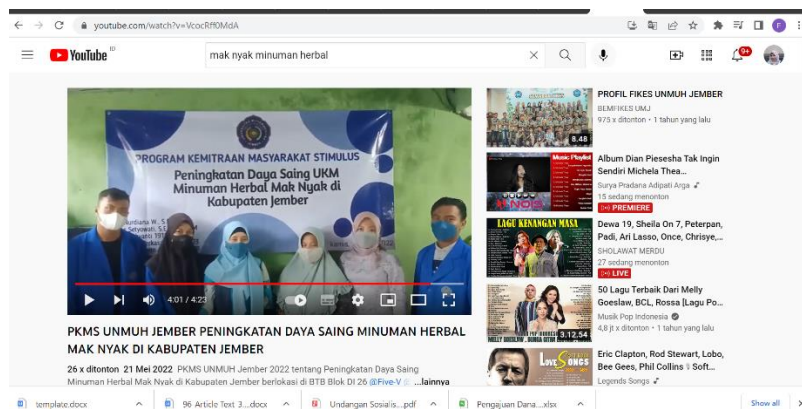 youtube.com/watch?v=VcocRff0MdA
YouTube ID
mak nyak minuman herbal
9+
PROGRAM KEMITRAAN MASYARAKAT STIMULUS
Peningkatan Daya Saing UKM
Minuman Herbal Mak Nyak di
Kabupaten Jember
4:01 / 4:23
PKMS UNMUH JEMBER PENINGKATAN DAYA SAING MINUMAN HERBAL
MAK NYAK DI KABUPATEN JEMBER
26 x ditonton 21 Mei 2022 PKMS UNMUH Jember 2022 tentang Peningkatan Daya Saing
Minuman Herbal Mak Nyak di Kabupaten Jember berlokasi di BTB Blok DI 26 @Five-V ...lainnya
8.48
PROFIL FIKES UNMUH JEMBER
BEMFIKES UMJ
975 x ditonton • 1 tahun yang lalu
Music Playlist
Album Dian Piesesha Tak Ingin
Sendiri Michela Thea...
Surya Pradana Adipati Arga
15 sedang menonton
PREMIERE
LAGU KENANGAN MASA
Dewa 19, Sheila On 7, Peterpan,
Padi, Ari Lasso, Once, Chrisye,...
SHOLAWAT MERDU
27 sedang menonton
LIVE
3.12.54
50 Lagu Terbaik Dari Melly
Goeslaw, BCL, Rossa [Lagu Po...
Musik Pop Indonesia
4,8 jt x ditonton • 1 tahun yang lalu
LOVE SONGS
Eric Clapton, Rod Stewart, Lobo,
Bee Gees, Phil Collins Soft...
Legends Songs
template.docx
96 Article Text 3....docx
Undangan Sosialis....pdf
Pengajuan Dana....xlsx
Show all